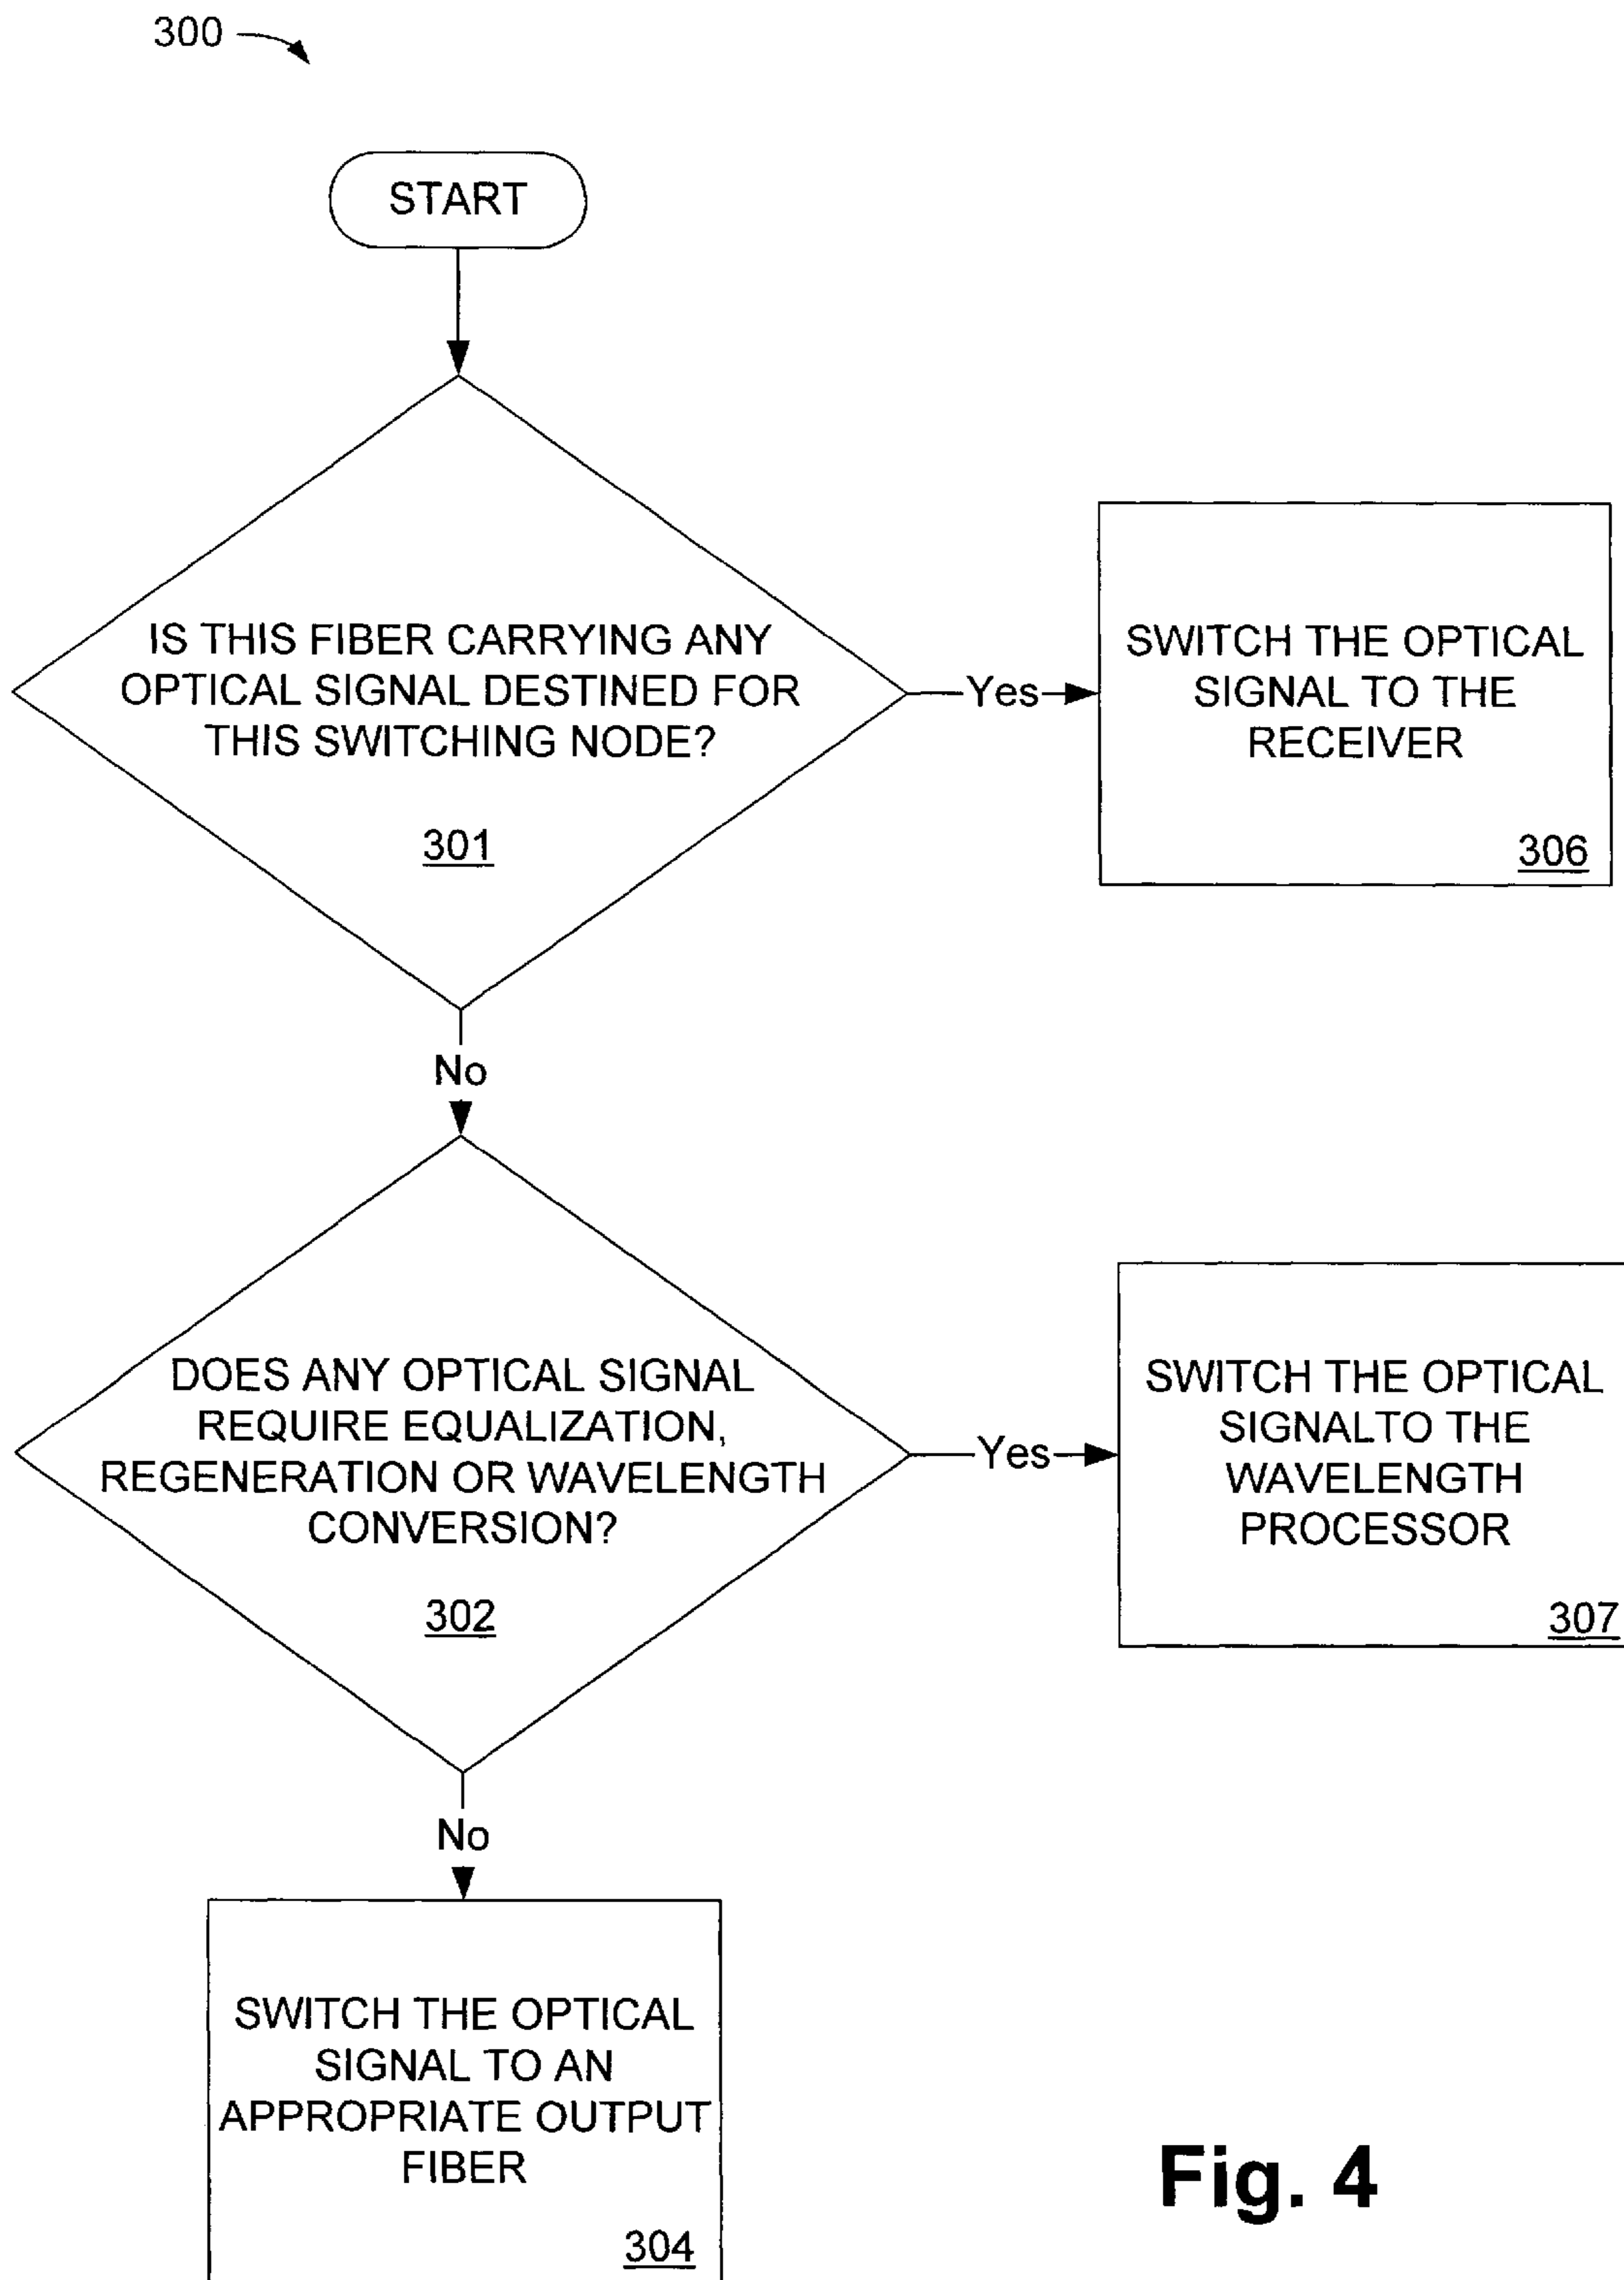 300
START
IS THIS FIBER CARRYING ANY
OPTICAL SIGNAL DESTINED FOR
THIS SWITCHING NODE?
301
Yes
SWITCH THE OPTICAL
SIGNAL TO THE
RECEIVER
306
No
DOES ANY OPTICAL SIGNAL
REQUIRE EQUALIZATION,
REGENERATION OR WAVELENGTH
CONVERSION?
302
Yes
SWITCH THE OPTICAL
SIGNALTO THE
WAVELENGTH
PROCESSOR
307
No
SWITCH THE OPTICAL
SIGNAL TO AN
APPROPRIATE OUTPUT
FIBER
304
Fig. 4